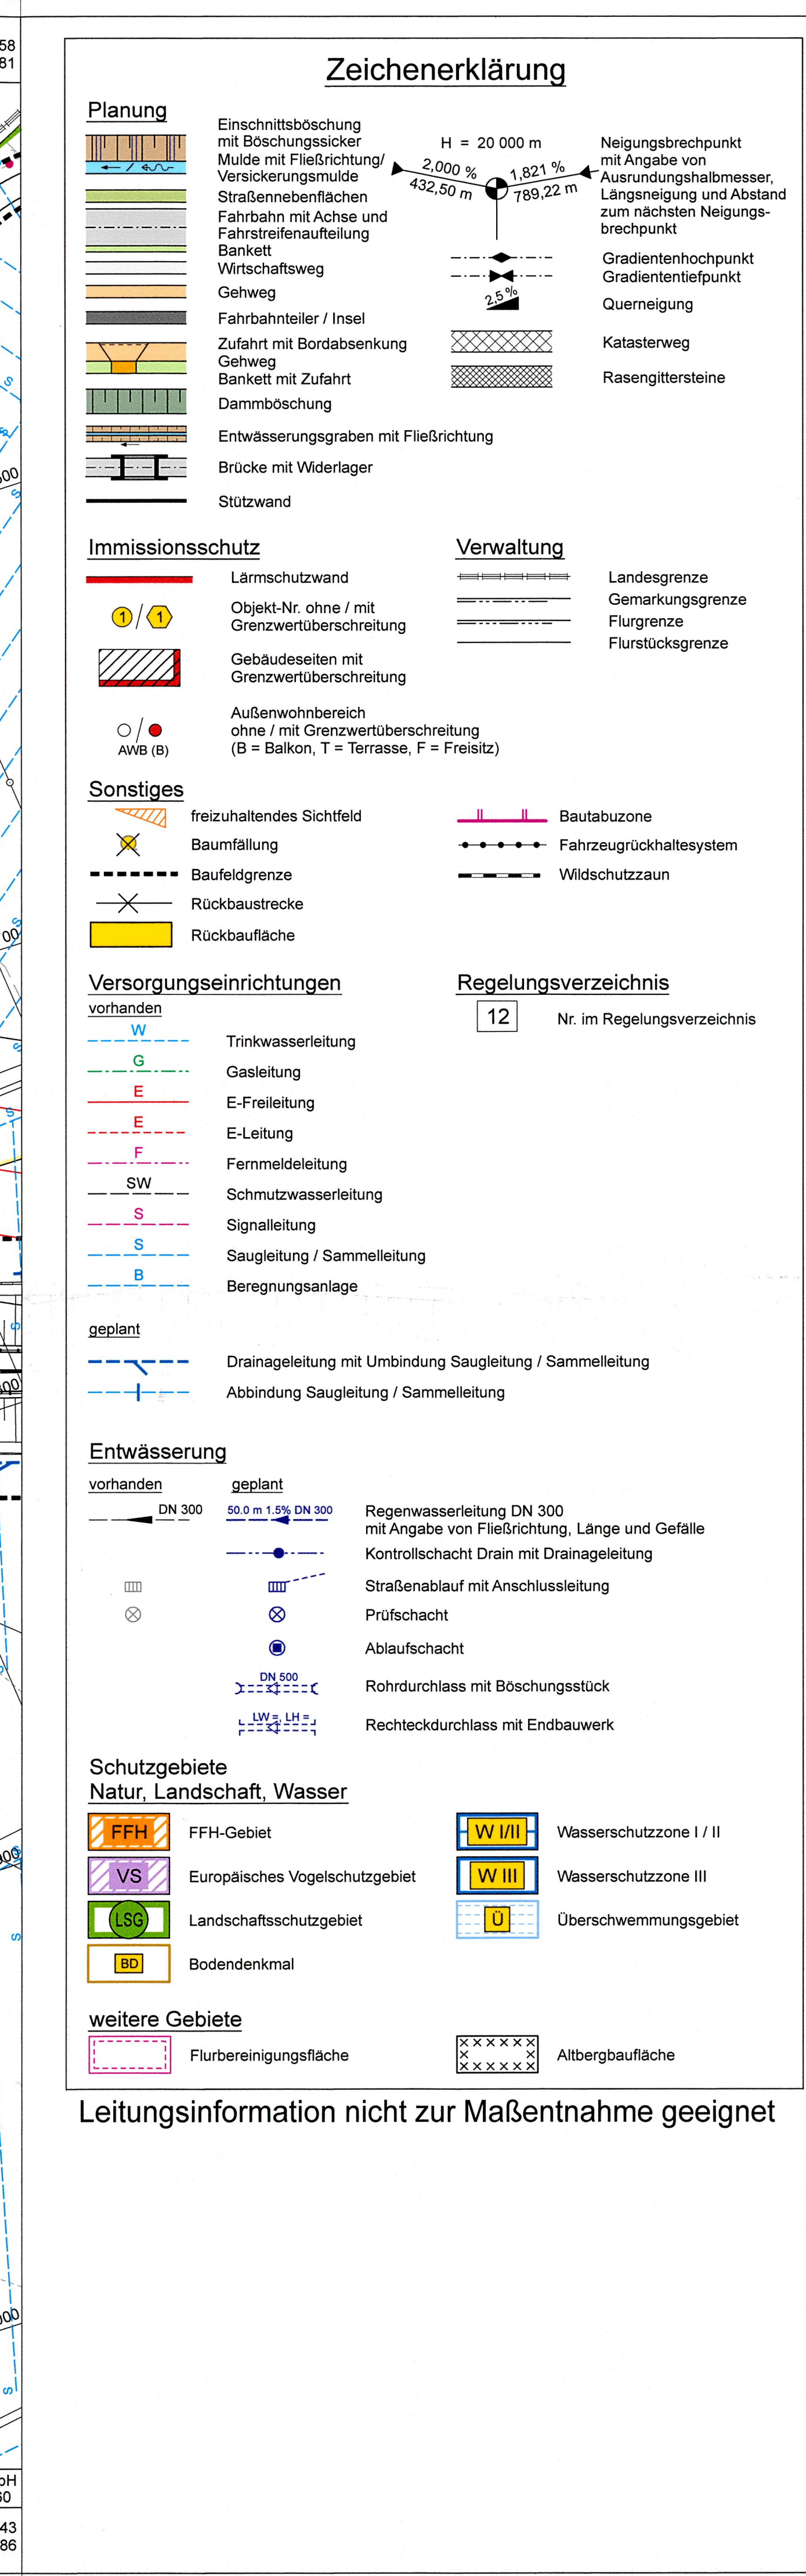 58
81
Zeichenerklärung
Planung
Einschnittsböschung
mit Böschungssicker
Mulde mit Fließrichtung/
Versickerungsmulde
Straßennebenflächen
Fahrbahn mit Achse und
Fahrstreifenaufteilung
Bankett
Wirtschaftsweg
Gehweg
Fahrbahnteiler / Insel
Zufahrt mit Bordabsenkung
Gehweg
Bankett mit Zufahrt
Dammböschung
Entwässerungsgraben mit Fließrichtung
Brücke mit Widerlager
Stützwand
H = 20 000 m
2,000 %
1,821 %
432,50 m
789,22 m
Neigungsbrechpunkt
mit Angabe von
Ausrundungshalbmesser,
Längsneigung und Abstand
zum nächsten Neigungs-
brechpunkt
Gradientenhochpunkt
Gradiententiefpunkt
2,5 %
Querneigung
Katasterweg
Rasengittersteine
Immissionsschutz
Lärmschutzwand
1 / 1
Objekt-Nr. ohne / mit
Grenzwertüberschreitung
Gebäudeseiten mit
Grenzwertüberschreitung
/
AWB (B)
Außenwohnbereich
ohne / mit Grenzwertüberschreitung
(B = Balkon, T = Terrasse, F = Freisitz)
Verwaltung
Landesgrenze
Gemarkungsgrenze
Flurgrenze
Flurstücksgrenze
Sonstiges
freizuhaltendes Sichtfeld
Baumfällung
Baufeldgrenze
Rückbaustrecke
Rückbaufläche
Bautabuzone
Fahrzeugrückhaltesystem
Wildschutzzaun
Versorgungseinrichtungen
vorhanden
W
Trinkwasserleitung
G
Gasleitung
E
E-Freileitung
E
E-Leitung
F
Fernmeldeleitung
SW
Schmutzwasserleitung
S
Signalleitung
S
Saugleitung / Sammelleitung
B
Beregnungsanlage
Regelungsverzeichnis
12
Nr. im Regelungsverzeichnis
geplant
Drainageleitung mit Umbindung Saugleitung / Sammelleitung
Abbindung Saugleitung / Sammelleitung
Entwässerung
vorhanden
geplant
DN 300
50.0 m 1.5% DN 300
Regenwasserleitung DN 300
mit Angabe von Fließrichtung, Länge und Gefälle
Kontrollschacht Drain mit Drainageleitung
Straßenablauf mit Anschlussleitung
Prüfschacht
Ablaufschacht
DN 500
Rohrdurchlass mit Böschungsstück
LW =, LH =
Rechteckdurchlass mit Endbauwerk
Schutzgebiete
Natur, Landschaft, Wasser
FFH
FFH-Gebiet
W I/II
Wasserschutzzone I / II
VS
Europäisches Vogelschutzgebiet
W III
Wasserschutzzone III
LSG
Landschaftsschutzgebiet
Ü
Überschwemmungsgebiet
BD
Bodendenkmal
weitere Gebiete
Flurbereinigungsfläche
Altbergbaufläche
Leitungsinformation nicht zur Maßentnahme geeignet
43
86